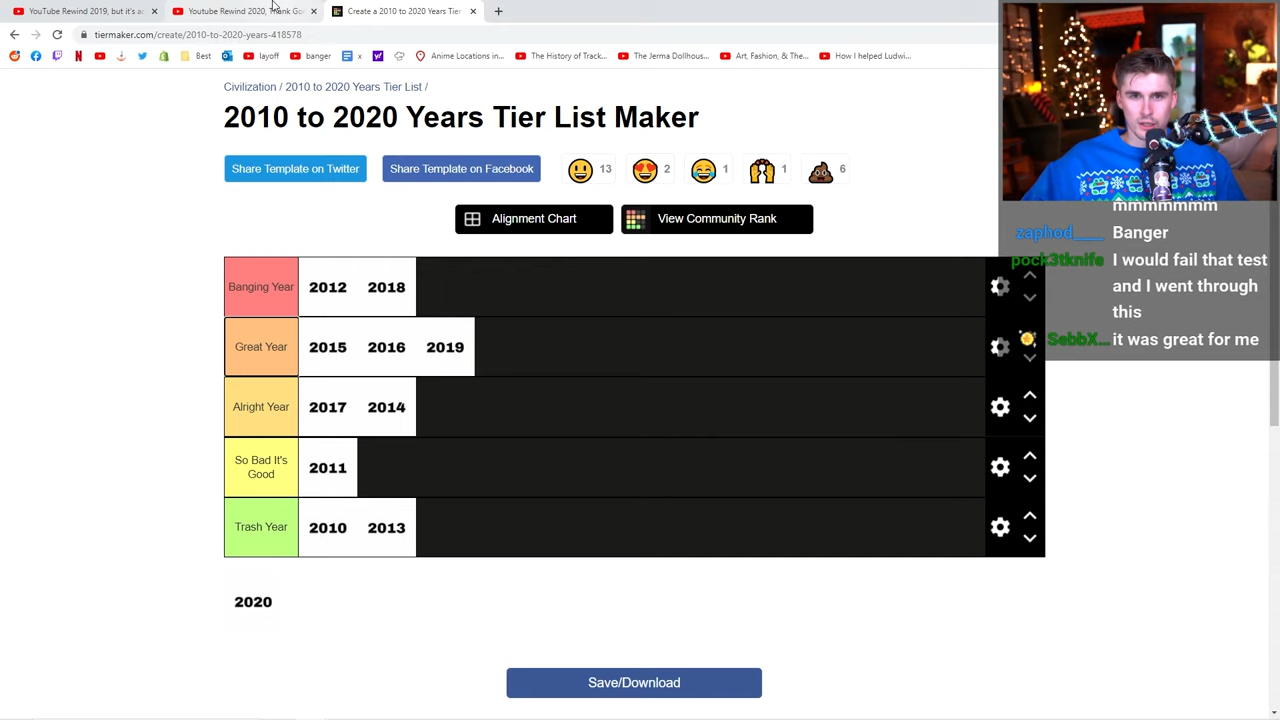 YouTube Rewind 2019, but it's a
Youtube Rewind 2020, Thank Go
Create a 2010 to 2020 Years Tier
tiermaker.com/create/2010-to-2020-years-418578
Best
layoff
banger
x
Anime Locations in...
The History of Track...
The Jerma Dollhous...
Art, Fashion, & The...
How i helped Ludwi...
Civilization / 2010 to 2020 Years Tier List /
2010 to 2020 Years Tier List Maker
Share Template on Twitter
Share Template on Facebook
13
2
1
1
6
Alignment Chart
View Community Rank
Banging Year 2012 2018
Great Year 2015 2016 2019
Alright Year 2017 2014
So Bad It's
Good
2011
Trash Year 2010 2013
2020
Save/Download
mmmmmmm
zaphod____ Banger
pock3tknife I would fail that test
and I went through
this
SebbX... it was great for me